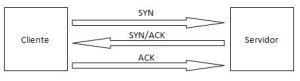 SYN
Cliente
SYN/ACK
Servidor
ACK